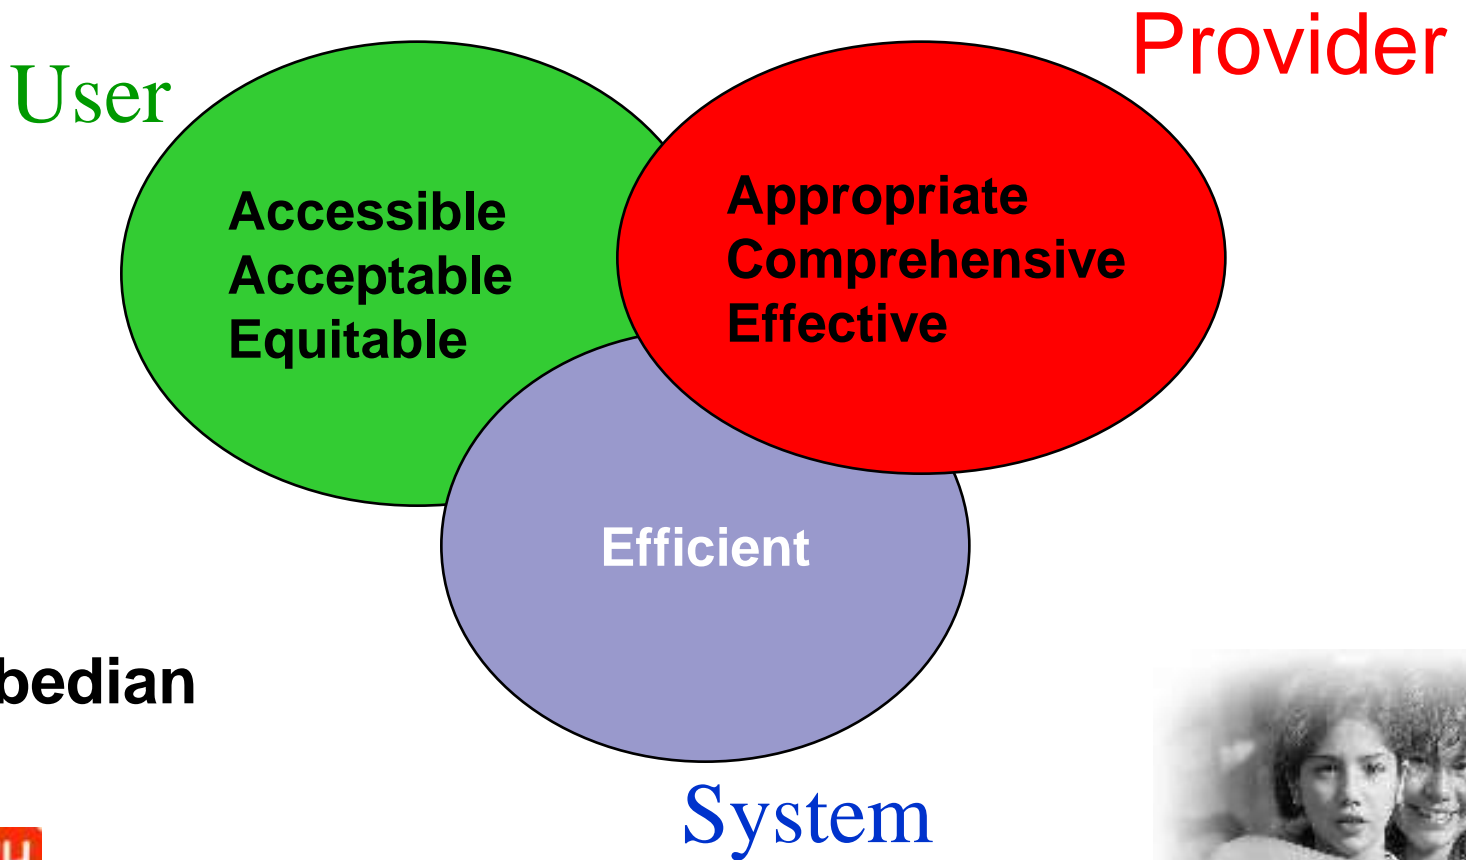 Provider
User
Accessible
Acceptable
Equitable
Appropriate
Comprehensive
Effective
Efficient
bedian
System